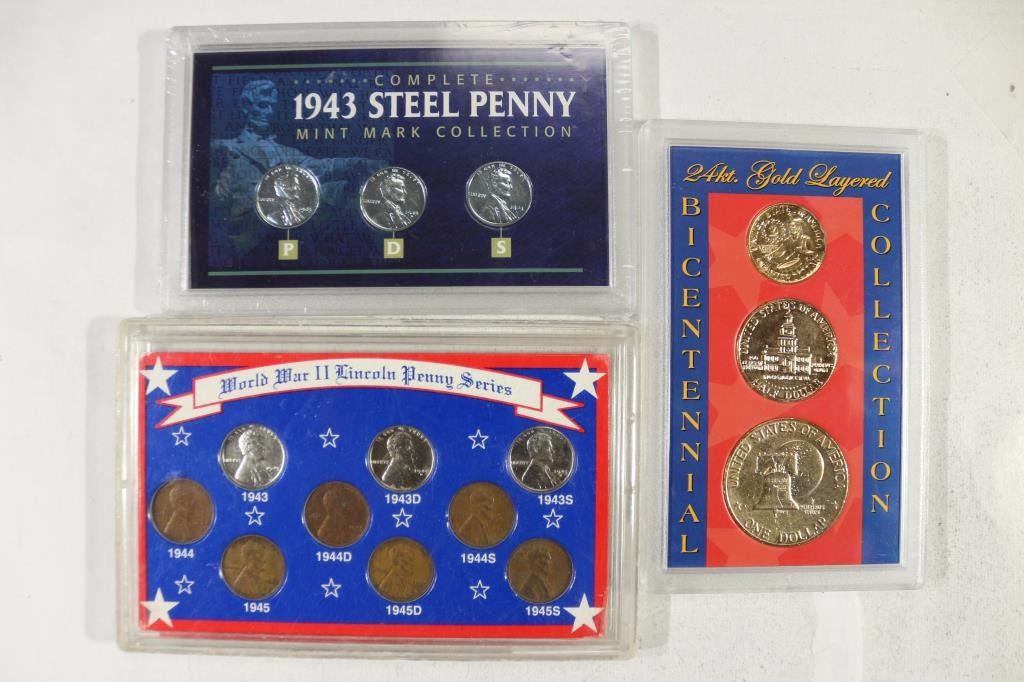 COMPLETE
1943 STEEL PENNY
MINT MARK COLLECTION
P D S
World War II Lincoln Penny Series
1943 1943D 1943S
1944 1944D 1944S
1945 1945D 1945S
24kt. Gold Layered
BICENTENNIAL
COLLECTION
UNITED STATES OF AMERICA
HALF DOLLAR
UNITED STATES OF AMERICA
ONE DOLLAR